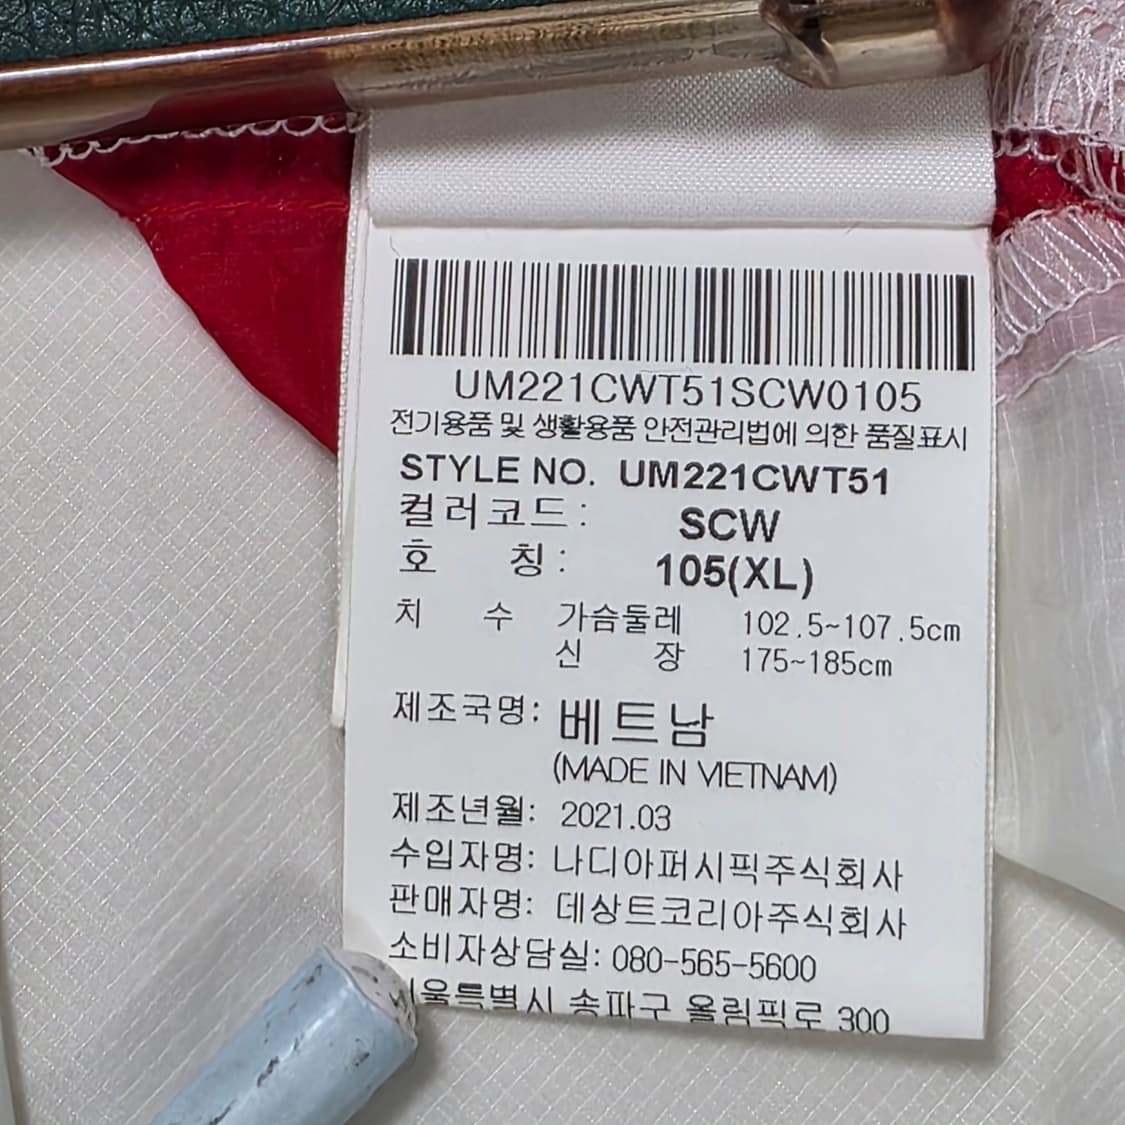 UM221CWT51SCW0105
전기용품 및 생활용품 안전관리법에 의한 품질표시
STYLE NO. UM221CWT51
컬러코드: SCW
호 칭: 105(XL)
치 수 가슴둘레 102.5~107.5cm
신 장 175~185cm
제조국명: 베트남
(MADE IN VIETNAM)
제조년월: 2021.03
수입자명: 나디아퍼시픽주식회사
판매자명: 데상트코리아주식회사
소비자상담실: 080-565-5600
서울특별시 송파구 올림픽로 300